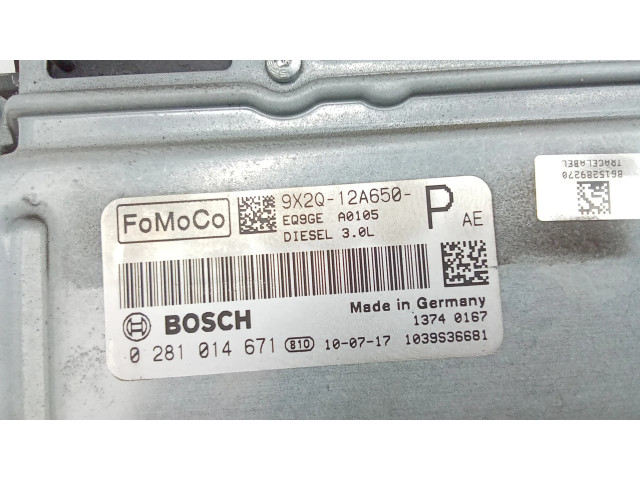 FoMoCo
9X2Q-12A650-
EQ9GE A0105
DIESEL 3.0L
P AE
BOSCH
Made in Germany
1374 0167
0 281 014 671 810 10-07-17 1039S36681
8615289270
TRACELABEL